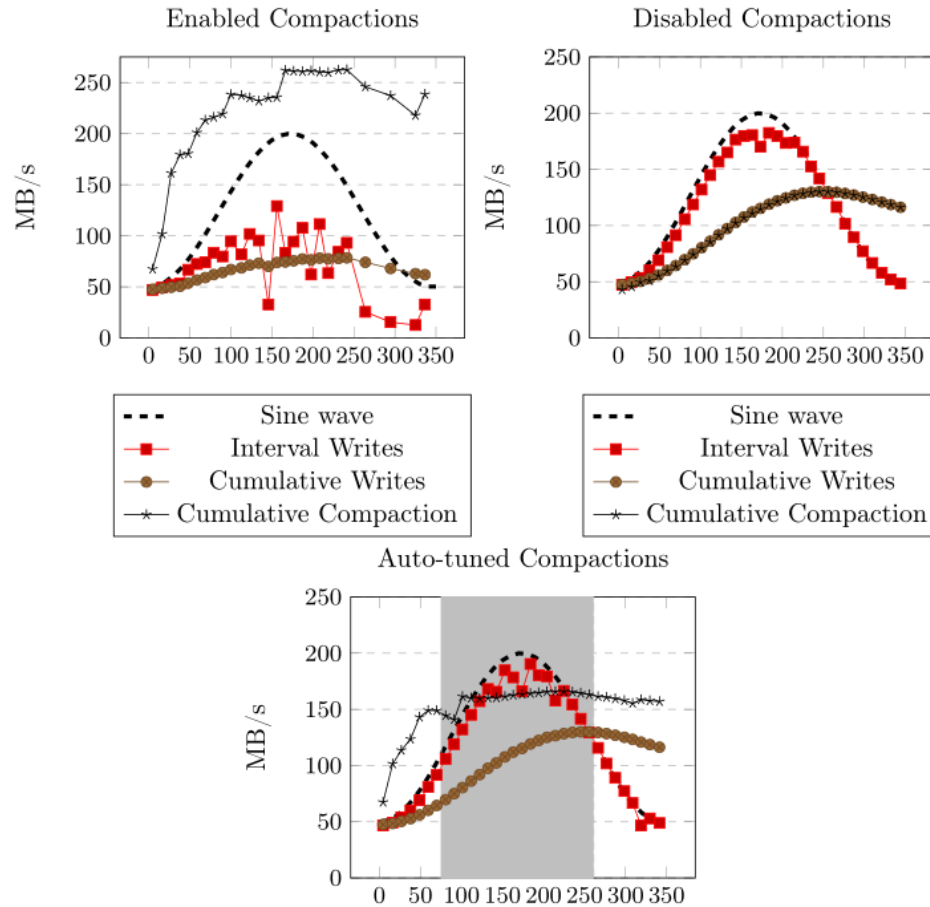 Enabled Compactions
MB/s
250
200
150
100
50
0
0 50 100 150 200 250 300 350
Sine wave
Interval Writes
Cumulative Writes
Cumulative Compaction
Disabled Compactions
MB/s
250
200
150
100
50
0
0 50 100 150 200 250 300 350
Sine wave
Interval Writes
Cumulative Writes
Cumulative Compaction
Auto-tuned Compactions
MB/s
250
200
150
100
50
0
0 50 100 150 200 250 300 350